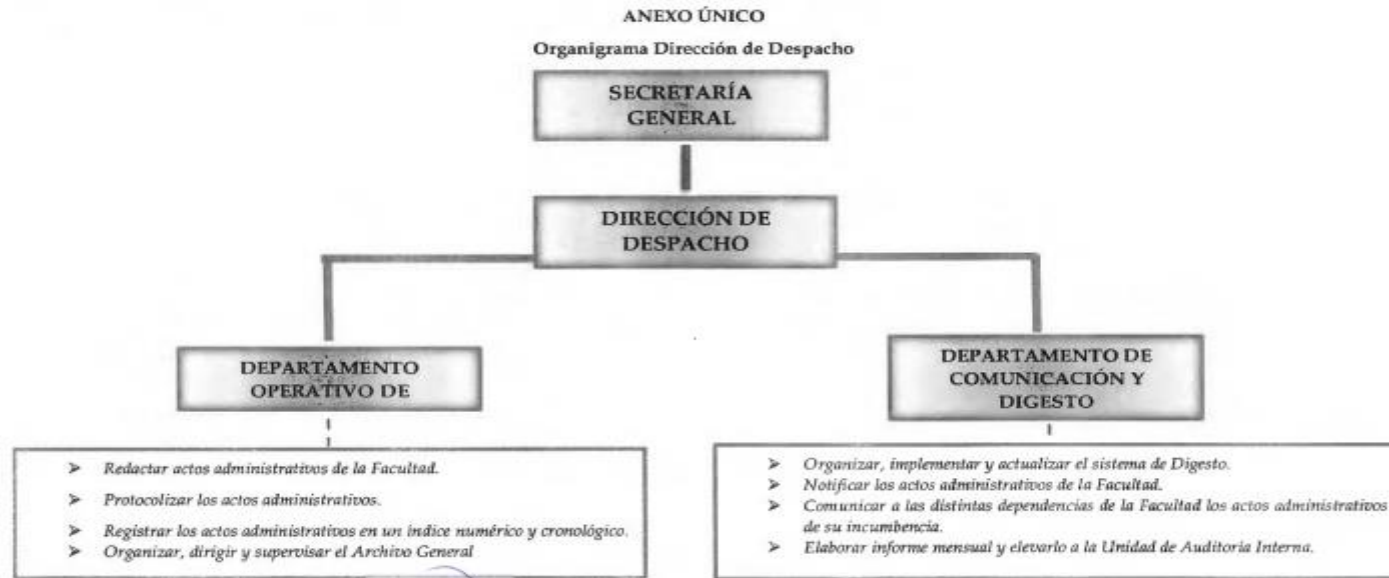 ANEXO ÚNICO
Organigrama Dirección de Despacho
SECRETARÍA
GENERAL
DIRECCIÓN DE
DESPACHO
DEPARTAMENTO
OPERATIVO DE
➢ Redactar actos administrativos de la Facultad.
➢ Protocolizar los actos administrativos.
➢ Registrar los actos administrativos en un índice numérico y cronológico.
➢ Organizar, dirigir y supervisar el Archivo General
DEPARTAMENTO DE
COMUNICACIÓN Y
DIGESTO
➢ Organizar, implementar y actualizar el sistema de Digesto.
➢ Notificar los actos administrativos de la Facultad.
➢ Comunicar a las distintas dependencias de la Facultad los actos administrativos
de su incumbencia.
➢ Elaborar informe mensual y elevarlo a la Unidad de Auditoria Interna.